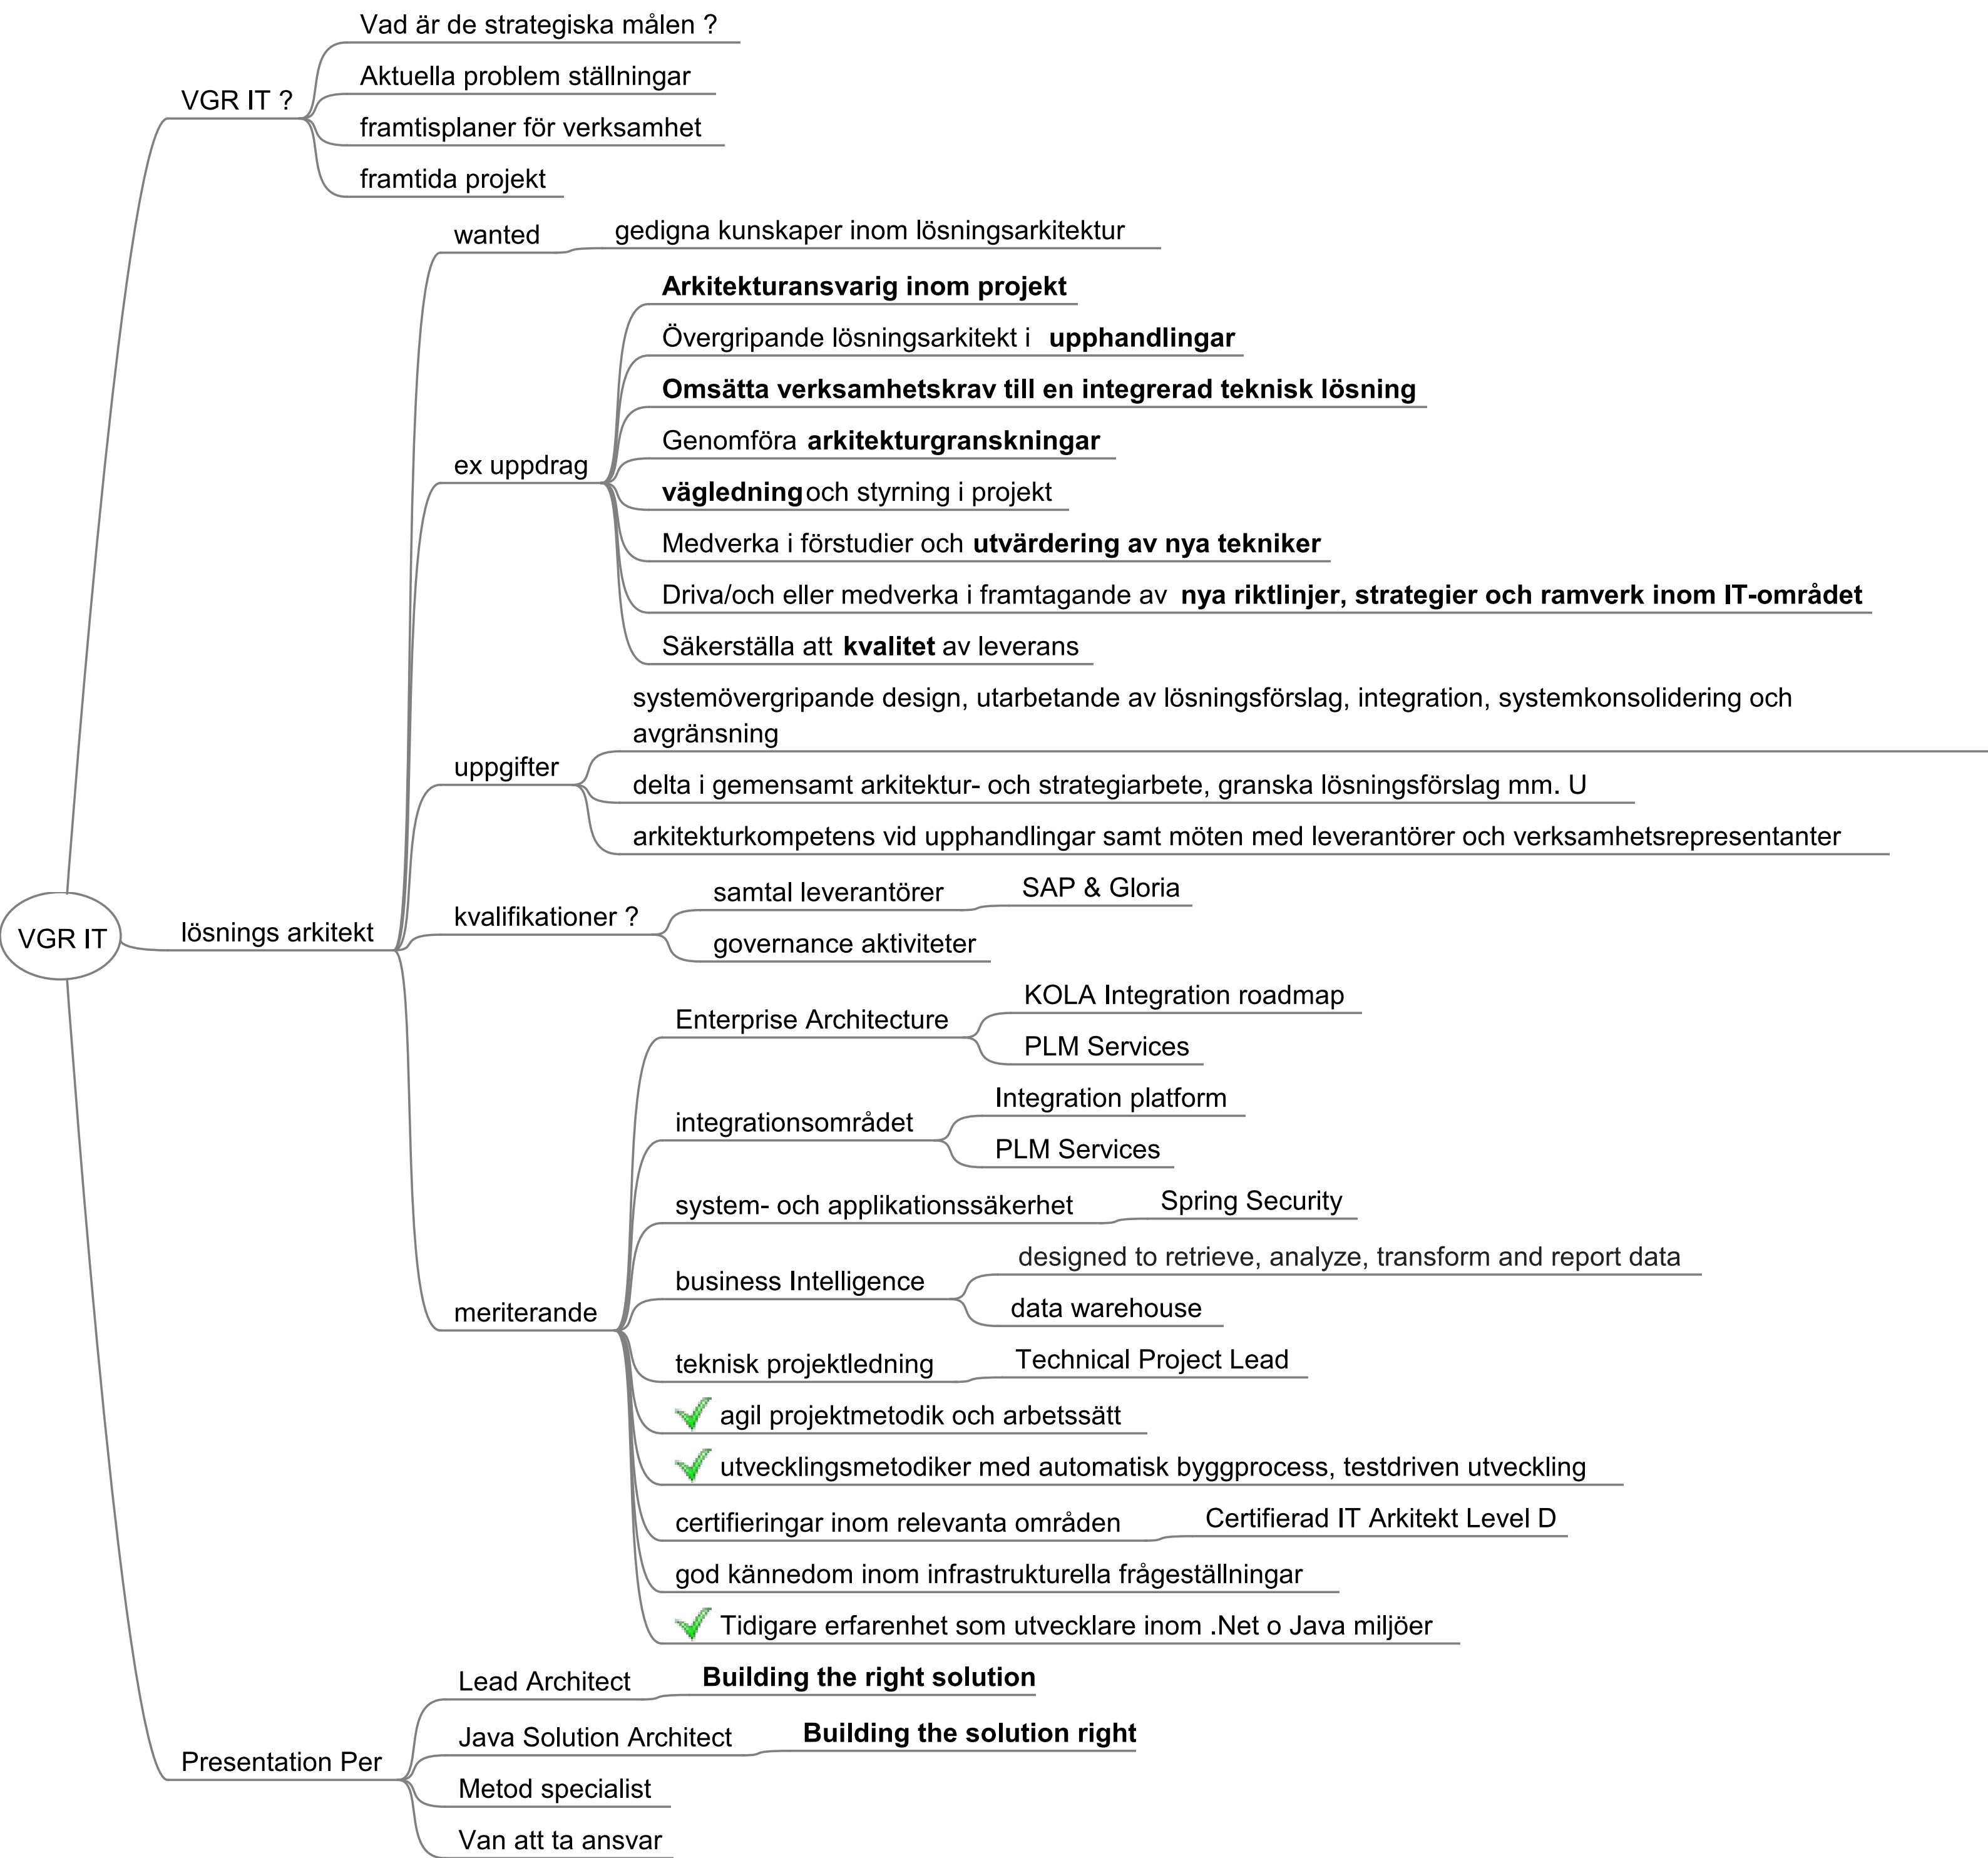 VGR IT
VGR IT ?
Vad är de strategiska målen ?
Aktuella problem ställningar
framtisplaner för verksamhet
framtida projekt
lösnings arkitekt
wanted
gedigna kunskaper inom lösningsarkitektur
ex uppdrag
Arkitekturansvarig inom projekt
Övergripande lösningsarkitekt i upphandlingar
Omsätta verksamhetskrav till en integrerad teknisk lösning
Genomföra arkitekturgranskningar
vägledning och styrning i projekt
Medverka i förstudier och utvärdering av nya tekniker
Driva/och eller medverka i framtagande av nya riktlinjer, strategier och ramverk inom IT-området
Säkerställa att kvalitet av leverans
uppgifter
systemövergripande design, utarbetande av lösningsförslag, integration, systemkonsolidering och
avgränsning
delta i gemensamt arkitektur- och strategiarbete, granska lösningsförslag mm. U
arkitekturkompetens vid upphandlingar samt möten med leverantörer och verksamhetsrepresentanter
kvalifikationer ?
samtal leverantörer
SAP & Gloria
governance aktiviteter
meriterande
Enterprise Architecture
KOLA Integration roadmap
PLM Services
integrationsområdet
Integration platform
PLM Services
system- och applikationssäkerhet
Spring Security
business Intelligence
designed to retrieve, analyze, transform and report data
data warehouse
teknisk projektledning
Technical Project Lead
agil projektmetodik och arbetssätt
utvecklingsmetodiker med automatisk byggprocess, testdriven utveckling
certifieringar inom relevanta områden
Certifierad IT Arkitekt Level D
god kännedom inom infrastrukturella frågeställningar
Tidigare erfarenhet som utvecklare inom .Net o Java miljöer
Presentation Per
Lead Architect
Building the right solution
Java Solution Architect
Building the solution right
Metod specialist
Van att ta ansvar